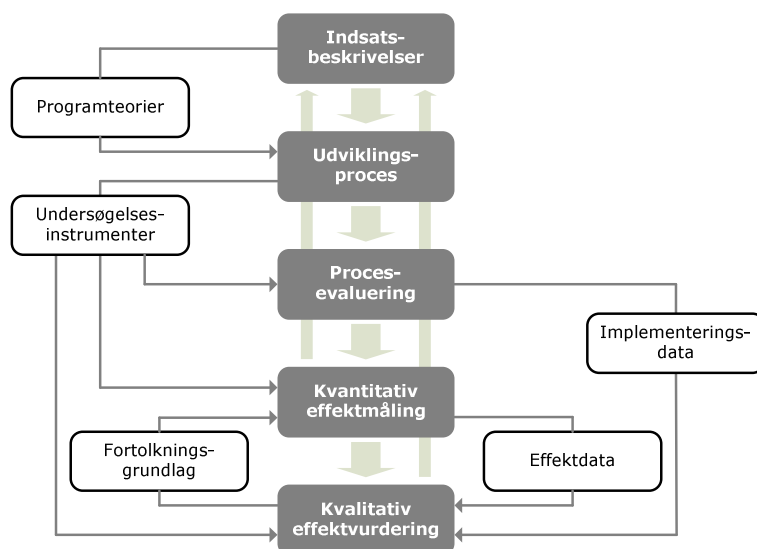 Indsats-
beskrivelser
Programteorier
Udviklings-
proces
Undersøgelses-
instrumenter
Proces-
evaluering
Implementerings-
data
Kvantitativ
effektmåling
Fortolknings-
grundlag
Effektdata
Kvalitativ
effektvurdering